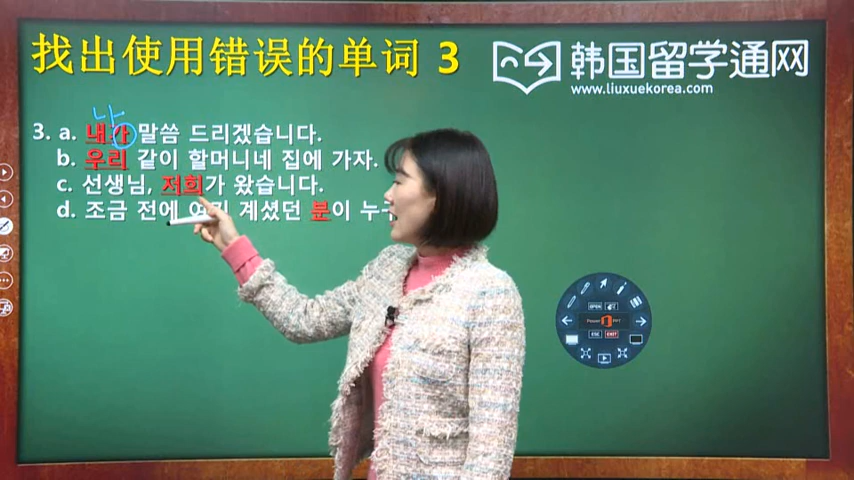 找出使用错误的单词 3
韩国留学通网
www.liuxuekorea.com
나
3. a. 내가 말씀 드리겠습니다.
b. 우리 같이 할머니네 집에 가자.
c. 선생님, 저희가 왔습니다.
d. 조금 전에 계셨던 분이